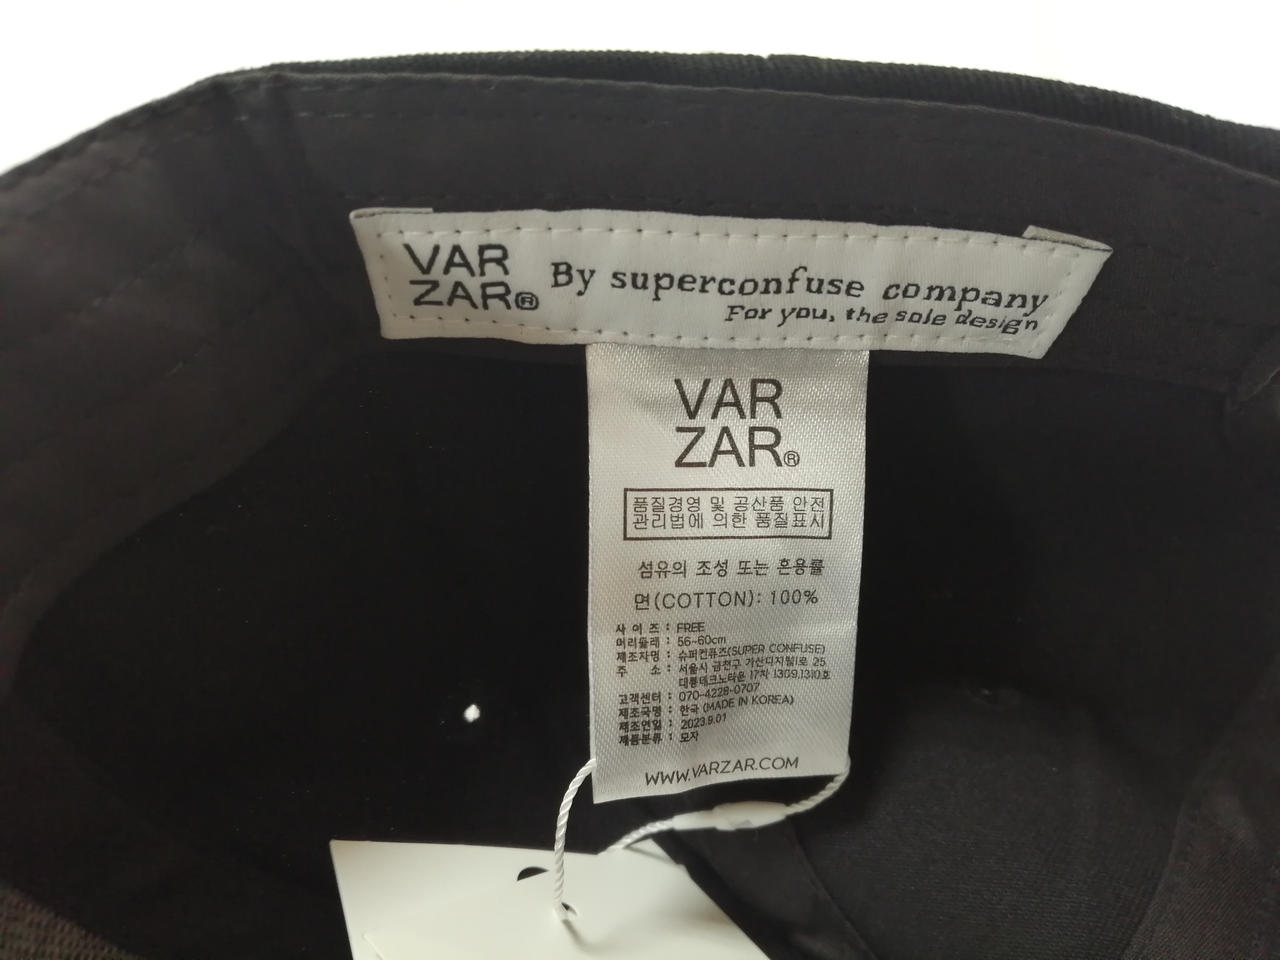 VAR
ZAR®
By superconfuse company
For you, the sole design
VAR
ZAR®
품질경영 및 공산품 안전
관리법에 의한 품질표시
섬유의 조성 또는 혼용률
면(COTTON): 100%
사 이 즈 : FREE
머리둘레 : 56~60cm
제조자명 : 슈퍼컨퓨즈(SUPER CONFUSE)
주 소 : 서울시 금천구 가산디지털1로 25
대륭테크노타운 17차 1309,1310호
고객센터 : 070-4228-0707
제조국명 : 한국 (MADE IN KOREA)
제조연일 : 2023.9.01
제품분류 : 모자
WWW.VARZAR.COM